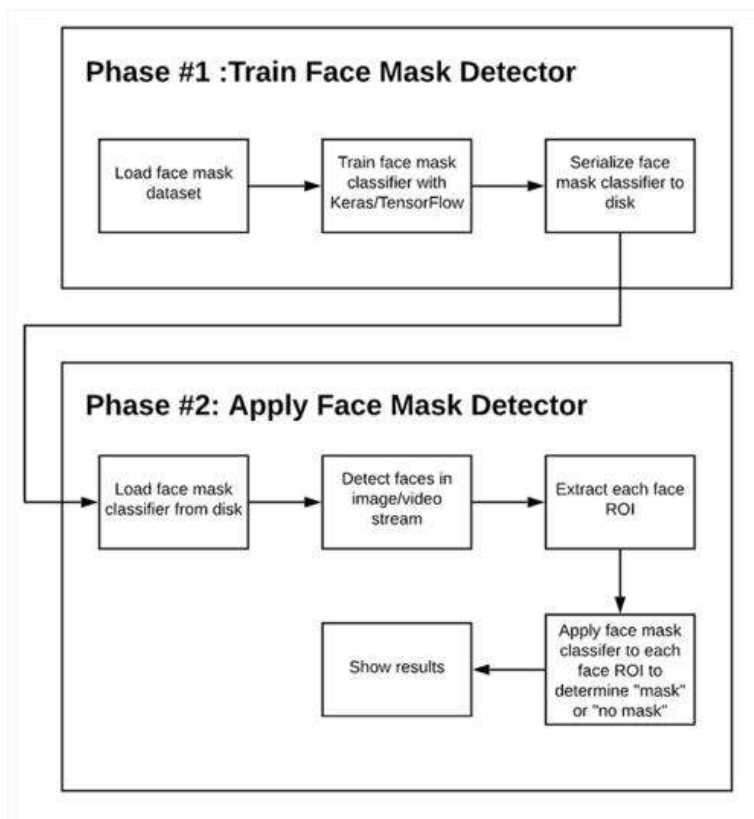 Phase #1 :Train Face Mask Detector
Load face mask
dataset
Train face mask
classifier with
Keras/TensorFlow
Serialize face
mask classifier to
disk
Phase #2: Apply Face Mask Detector
Load face mask
classifier from disk
Detect faces in
image/video
stream
Extract each face
ROI
Apply face mask
classifer to each
face ROI to
determine "mask"
or "no mask"
Show results